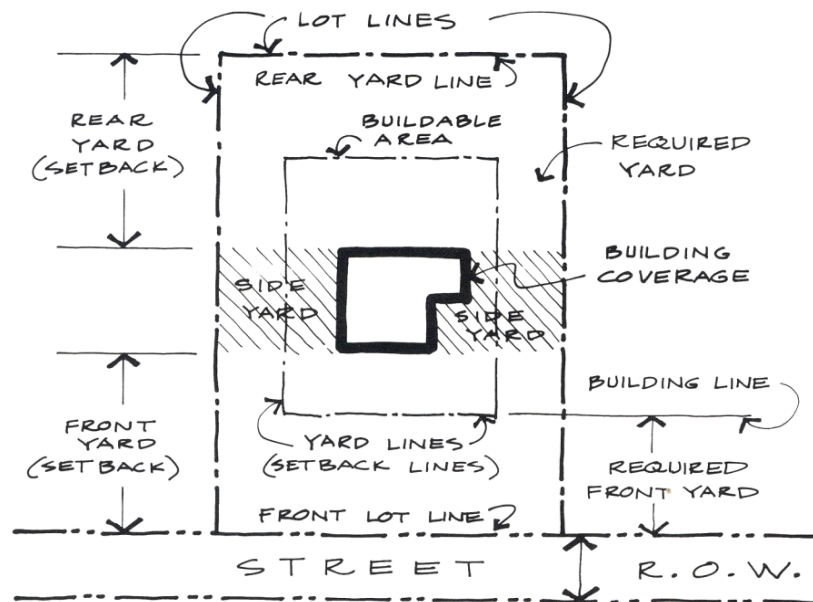 LOT LINES
REAR YARD LINE
REAR
YARD
(SETBACK)
BUILDABLE
AREA
REQUIRED
YARD
SIDE
YARD
BUILDING
COVERAGE
SIDE
YARD
BUILDING LINE
FRONT
YARD
(SETBACK)
YARD LINES
(SETBACK LINES)
REQUIRED
FRONT YARD
FRONT LOT LINE
STREET
R.O.W.